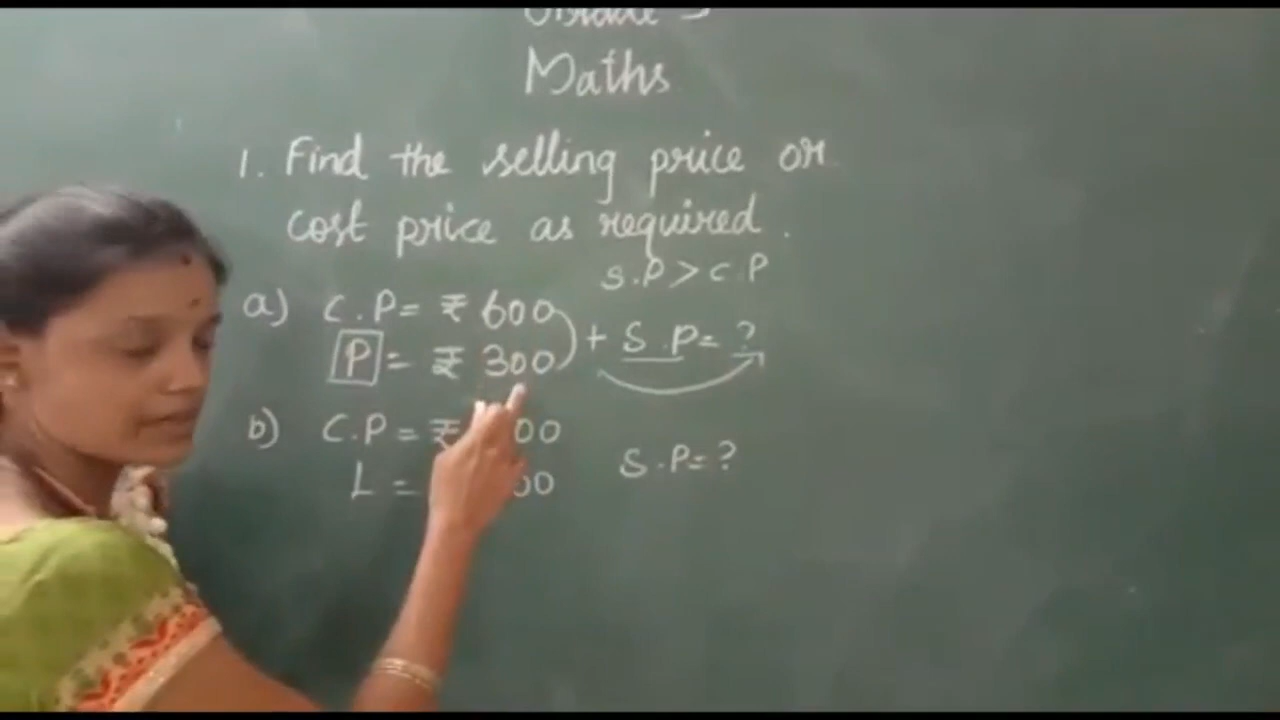 Maths
1. Find the selling price or
cost price as required.
S.P > C.P
a) C.P = ₹ 600
P = ₹ 300 + S.P = ?
b) C.P = ₹ 00
L = 00 S.P = ?